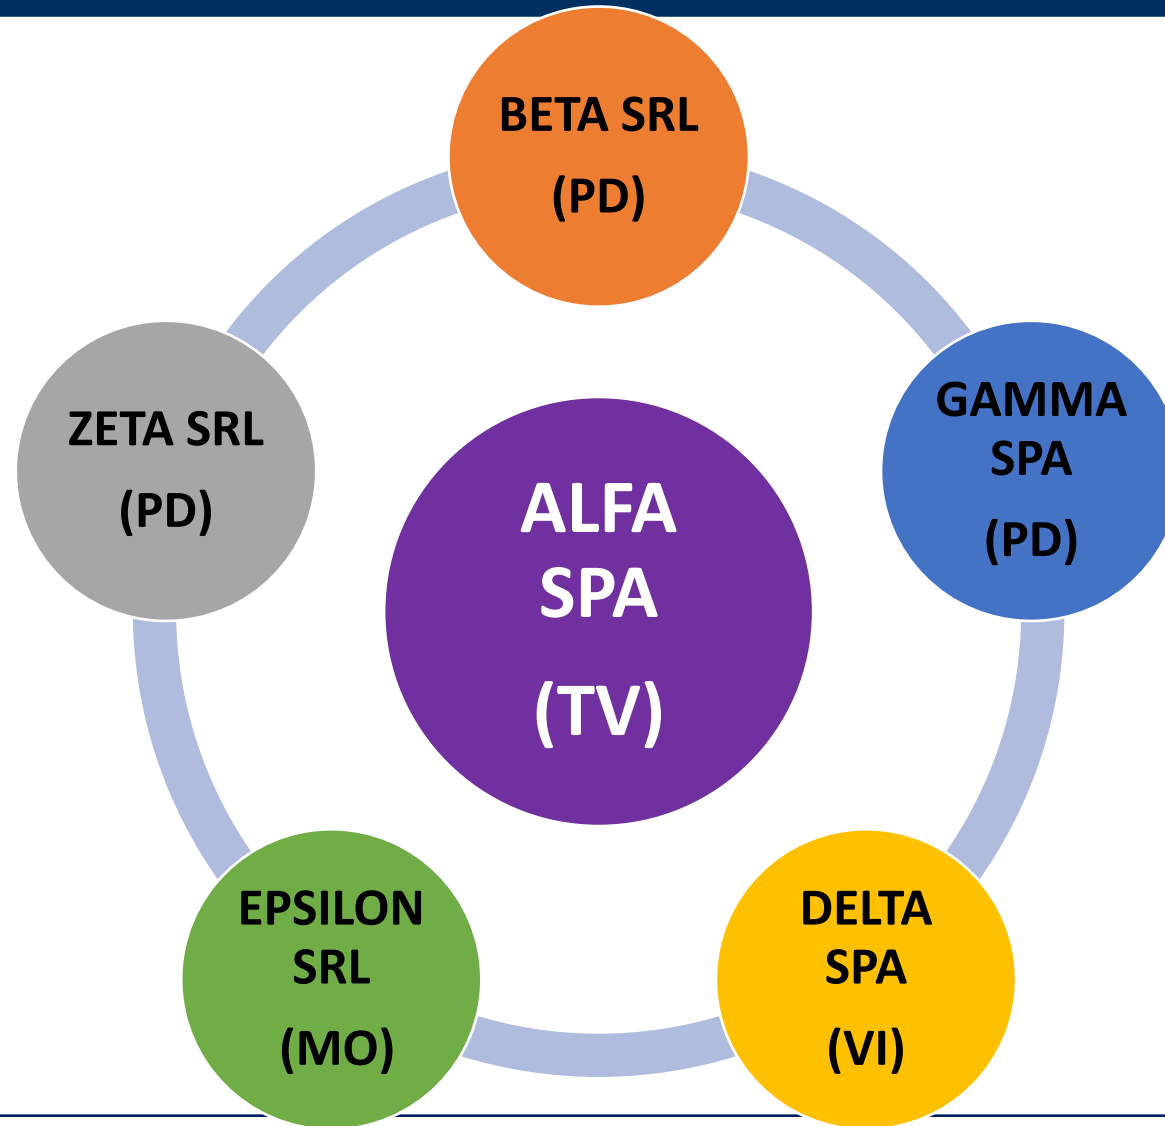 BETA SRL
(PD)
GAMMA
SPA
(PD)
ZETA SRL
(PD)
ALFA
SPA
(TV)
EPSILON
SRL
(MO)
DELTA
SPA
(VI)